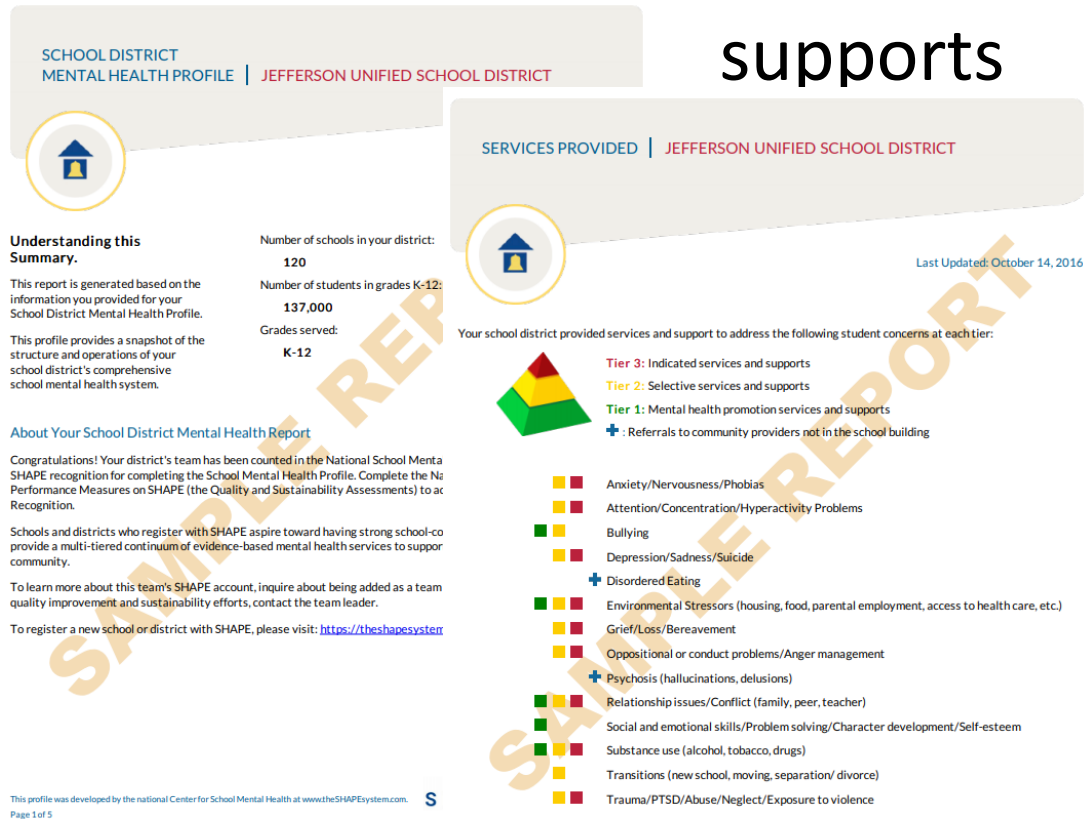 supports
SCHOOL DISTRICT
MENTAL HEALTH PROFILE | JEFFERSON UNIFIED SCHOOL DISTRICT
Understanding this
Summary.
This report is generated based on the
information you provided for your
School District Mental Health Profile.
This profile provides a snapshot of the
structure and operations of your
school district's comprehensive
school mental health system.
Number of schools in your district:
120
Number of students in grades K-12:
137,000
Grades served:
K-12
About Your School District Mental Health Report
Congratulations! Your district's team has been counted in the National School Menta
SHAPE recognition for completing the School Mental Health Profile. Complete the Na
Performance Measures on SHAPE (the Quality and Sustainability Assessments) to ac
Recognition.
Schools and districts who register with SHAPE aspire toward having strong school-co
provide a multi-tiered continuum of evidence-based mental health services to suppor
community.
To learn more about this team's SHAPE account, inquire about being added as a team
quality improvement and sustainability efforts, contact the team leader.
To register a new school or district with SHAPE, please visit: https://theshapesystem
SAMPLE REP
This profile was developed by the national Center for School Mental Health at www.theSHAPEsystem.com.
S
Page 1 of 5
SERVICES PROVIDED | JEFFERSON UNIFIED SCHOOL DISTRICT
Last Updated: October 14, 2016
Your school district provided services and support to address the following student concerns at each tier:
Tier 3: Indicated services and supports
Tier 2: Selective services and supports
Tier 1: Mental health promotion services and supports
: Referrals to community providers not in the school building
Anxiety/Nervousness/Phobias
Attention/Concentration/Hyperactivity Problems
Bullying
Depression/Sadness/Suicide
Disordered Eating
Environmental Stressors (housing, food, parental employment, access to health care, etc.)
Grief/Loss/Bereavement
Oppositional or conduct problems/Anger management
Psychosis (hallucinations, delusions)
Relationship issues/Conflict (family, peer, teacher)
Social and emotional skills/Problem solving/Character development/Self-esteem
Substance use (alcohol, tobacco, drugs)
Transitions (new school, moving, separation/ divorce)
Trauma/PTSD/Abuse/Neglect/Exposure to violence
SAMPLE REPORT